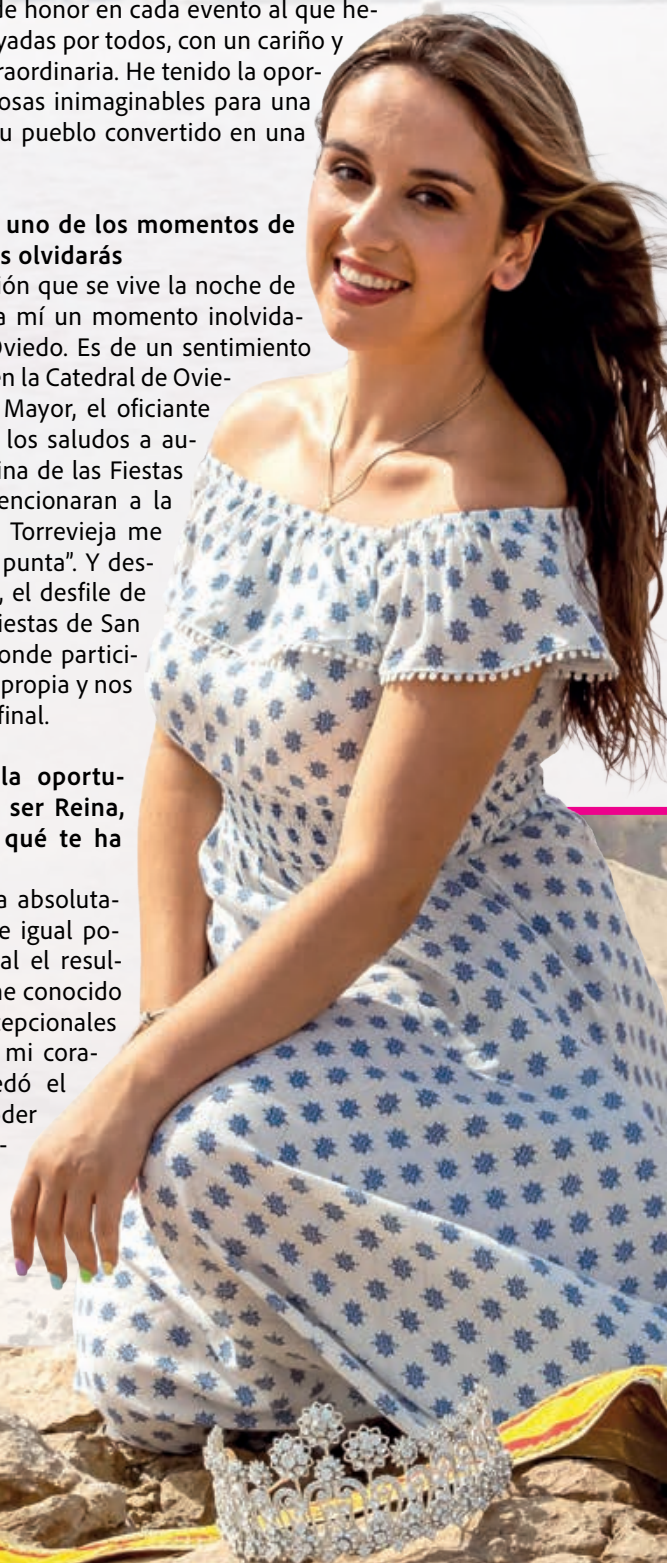 de honor en cada evento al que he-
yadas por todos, con un cariño y
raordinaria. He tenido la opor-
osas inimaginables para una
u pueblo convertido en una
uno de los momentos de
s olvidarás
ión que se vive la noche de
a mí un momento inolvida-
Oviedo. Es de un sentimiento
en la Catedral de Ovie-
Mayor, el oficiante
los saludos a au-
ina de las Fiestas
encionaran a la
Torrevieja me
punta”. Y des-
, el desfile de
iestas de San
onde partici-
propia y nos
final.
la oportu-
ser Reina,
qué te ha
a absoluta-
e igual po-
al el resul-
he conocido
cepcionales
mi cora-
edó el
der
-